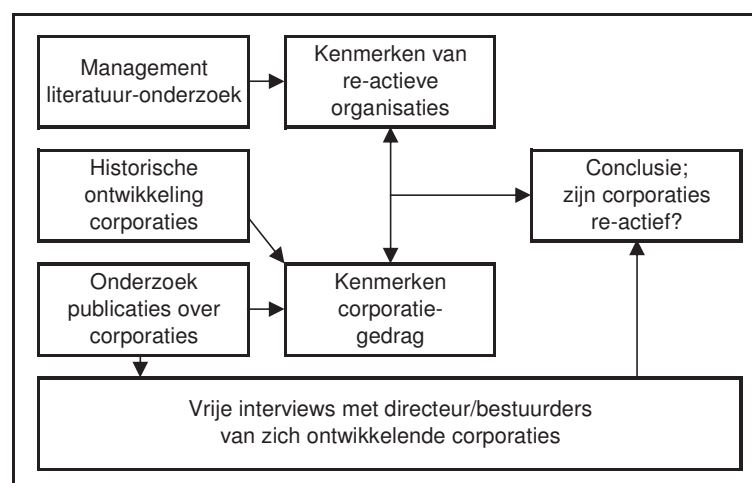 Management
literatuur-onderzoek
Kenmerken van
re-actieve
organisaties
Historische
ontwikkeling
corporaties
Conclusie;
zijn corporaties
re-actief?
Onderzoek
publicaties over
corporaties
Kenmerken
corporatie-
gedrag
Vrije interviews met directeur/bestuurders
van zich ontwikkelende corporaties